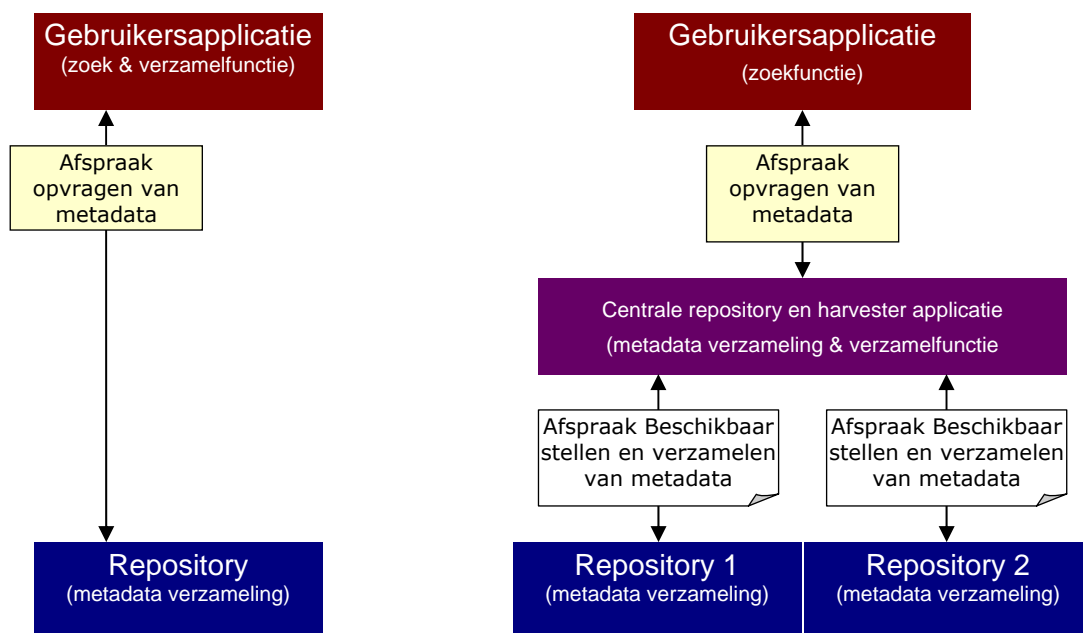 Gebruikersapplicatie
(zoek & verzamelfunctie)
Afspraak
opvragen van
metadata
Repository
(metadata verzameling)
Gebruikersapplicatie
(zoekfunctie)
Afspraak
opvragen van
metadata
Centrale repository en harvester applicatie
(metadata verzameling & verzamelfunctie
Afspraak Beschikbaar
stellen en verzamelen
van metadata
Afspraak Beschikbaar
stellen en verzamelen
van metadata
Repository 1
(metadata verzameling)
Repository 2
(metadata verzameling)